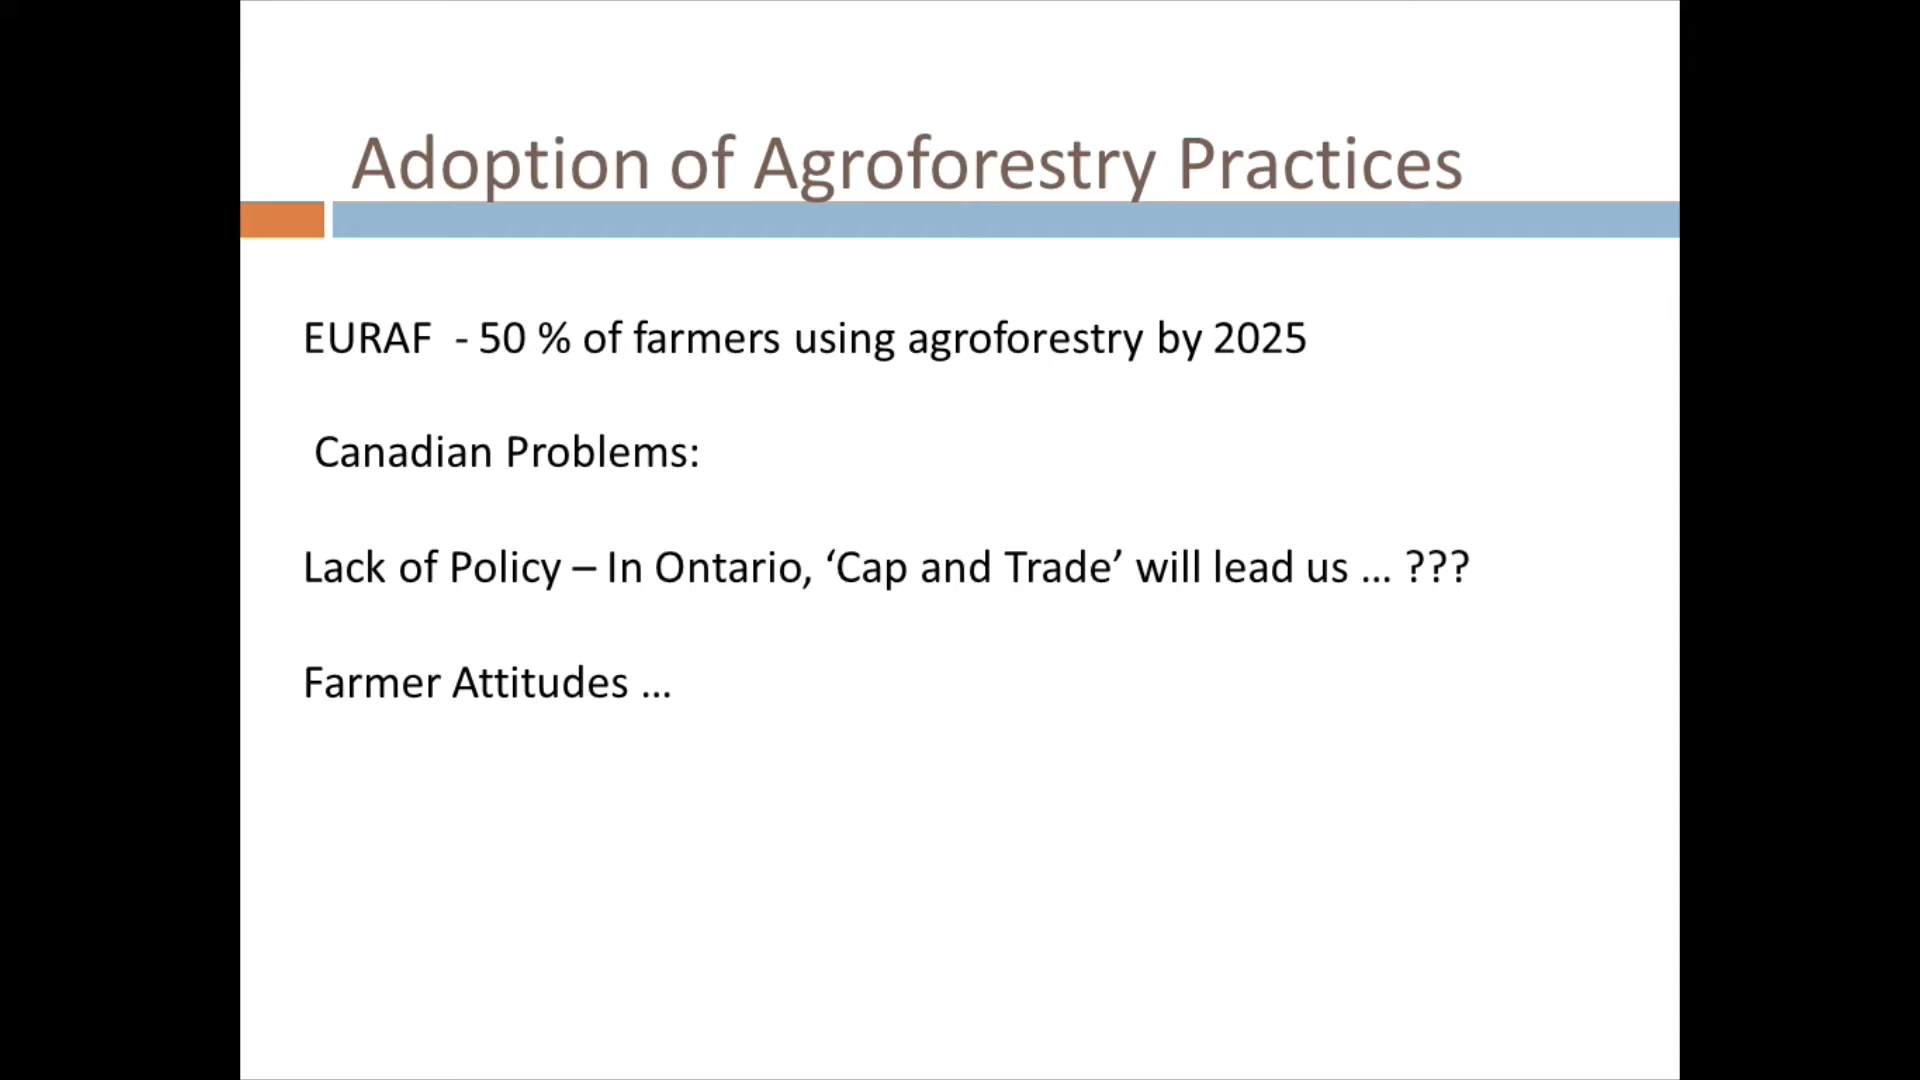 Adoption of Agroforestry Practices
EURAF  - 50 % of farmers using agroforestry by 2025
Canadian Problems:
Lack of Policy – In Ontario, ‘Cap and Trade’ will lead us … ???
Farmer Attitudes …